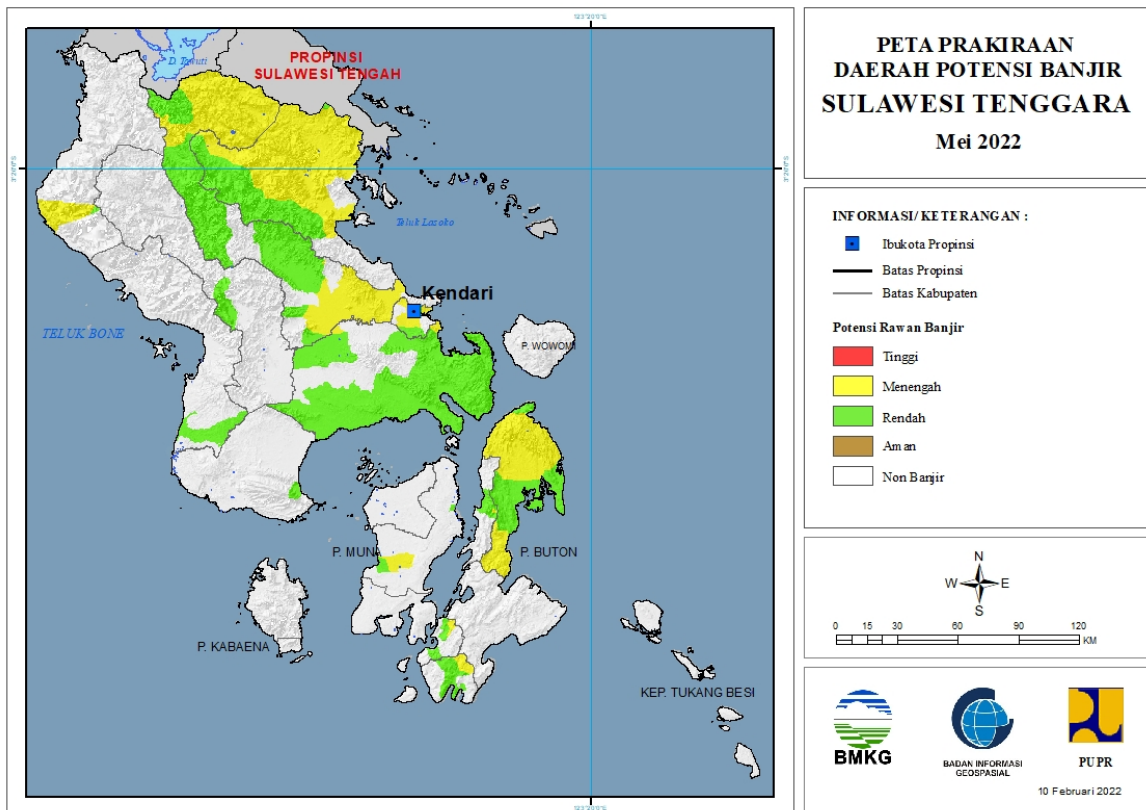 PETA PRAKIRAAN
DAERAH POTENSI BANJIR
SULAWESI TENGGARA
Mei 2022
INFORMASI/ KETERANGAN :
Ibukota Propinsi
Batas Propinsi
Batas Kabupaten
Potensi Rawan Banjir
Tinggi
Menengah
Rendah
Aman
Non Banjir
N
W E
S
0 15 30 60 90 120
KM
BMKG
BADAN INFORMASI
GEOSPASIAL
PUPR
10 Februari 2022
PROPINSI
SULAWESI TENGAH
Teluk Lasolo
Kendari
TELUK BONE
P. WOWONI
P. MUNA
P. BUTON
P. KABAENA
KEP. TUKANG BESI